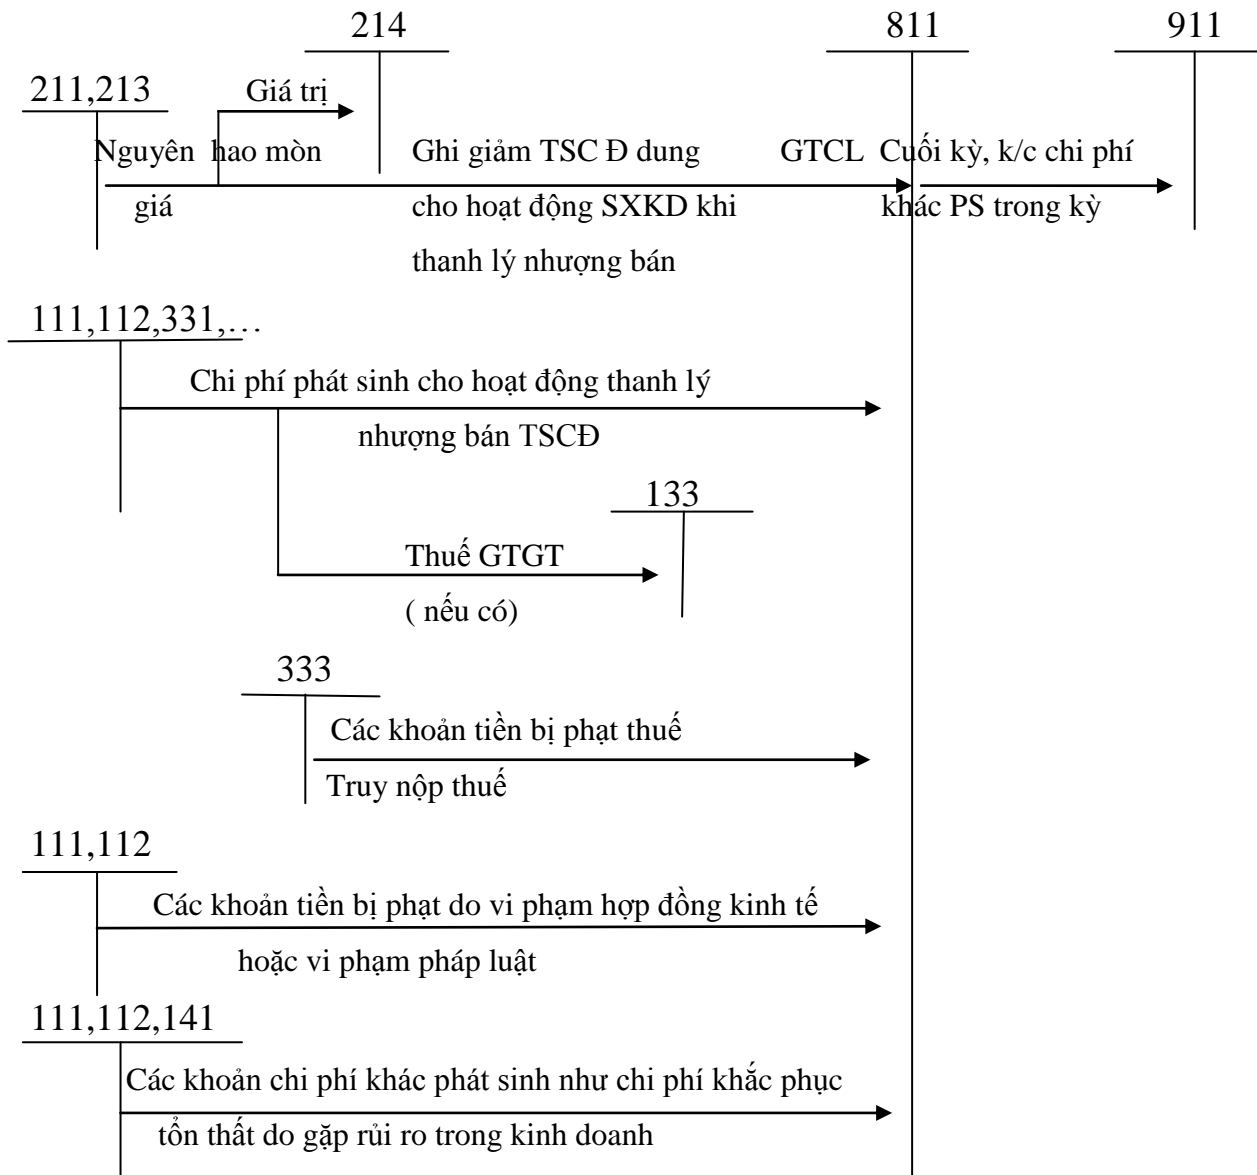 214 811 911
211,213 Giá trị
Nguyên hao mòn Ghi giảm TSC Đ dung GTCL Cuối kỳ, k/c chi phí
giá cho hoạt động SXKD khi khác PS trong kỳ
thanh lý nhượng bán
111,112,331,…
Chi phí phát sinh cho hoạt động thanh lý
nhượng bán TSCĐ
133
Thuế GTGT
( nếu có)
333
Các khoản tiền bị phạt thuế
Truy nộp thuế
111,112
Các khoản tiền bị phạt do vi phạm hợp đồng kinh tế
hoặc vi phạm pháp luật
111,112,141
Các khoản chi phí khác phát sinh như chi phí khắc phục
tổn thất do gặp rủi ro trong kinh doanh